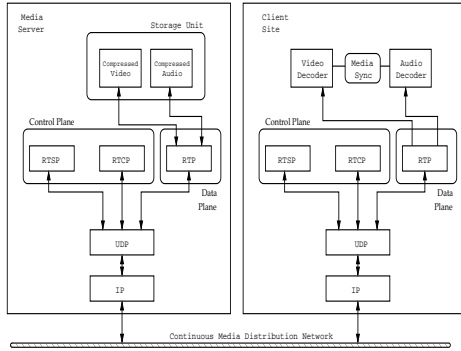 Media
Server
Storage Unit
Compressed
Video
Compressed
Audio
Control Plane
RTSP
RTCP
RTP
Data
Plane
UDP
IP
Client
Site
Video
Decoder
Media
Sync
Audio
Decoder
Control Plane
RTSP
RTCP
RTP
Data
Plane
UDP
IP
Continuous Media Distribution Network